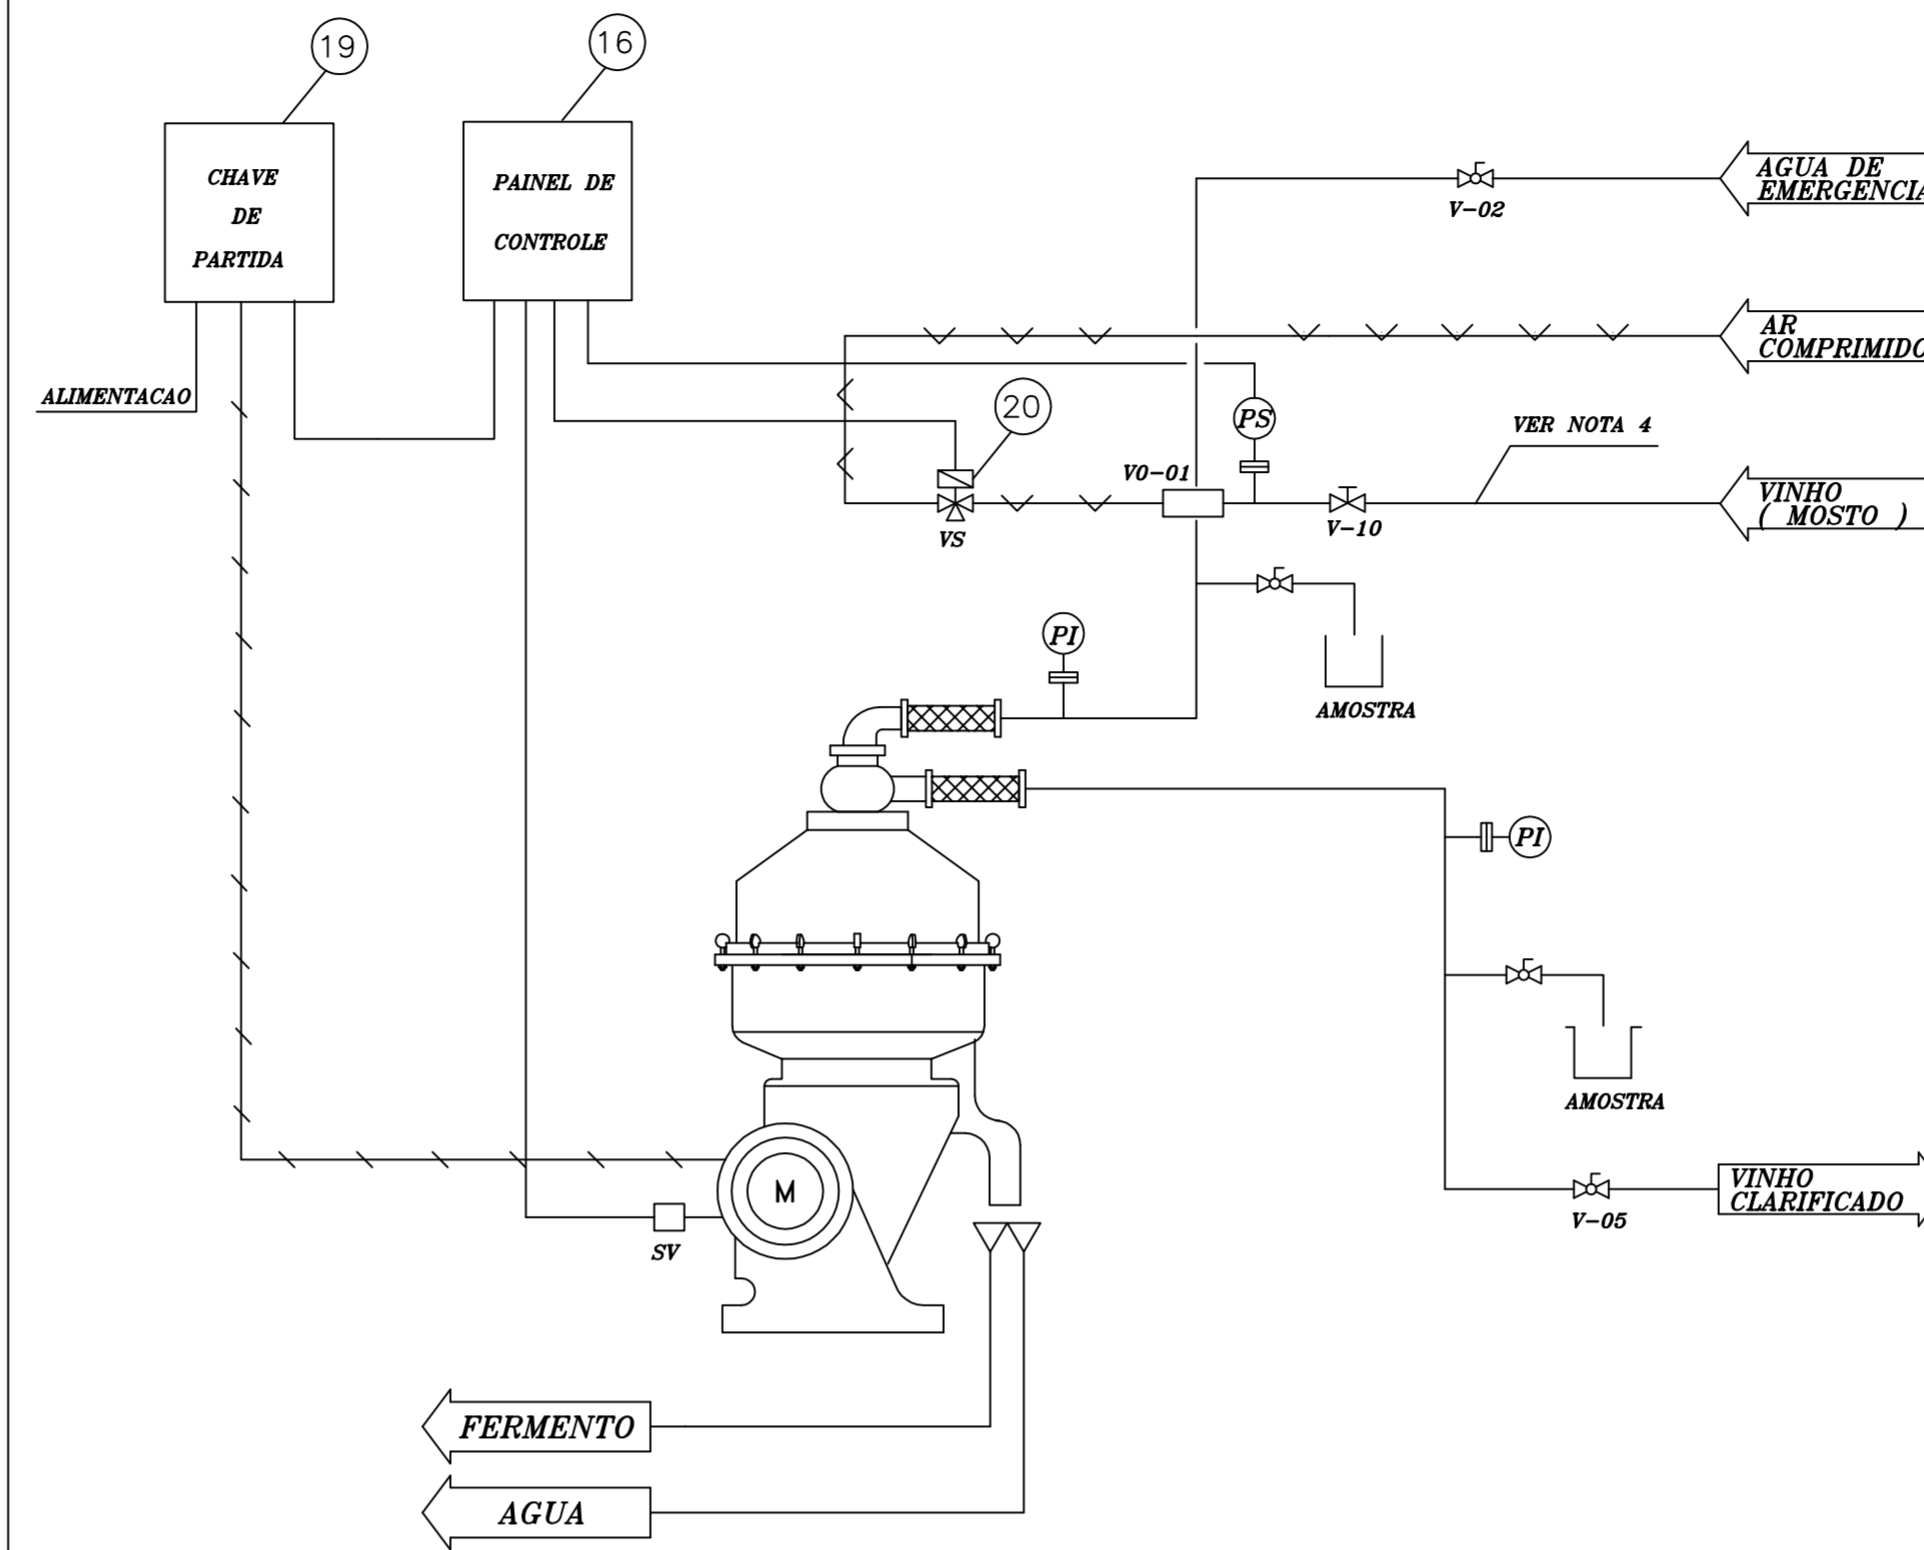 19
16
CHAVE
DE
PARTIDA
PAINEL DE
CONTROLE
AGUA DE
EMERGENCIA
V-02
AR
COMPRIMIDO
ALIMENTACAO
20
PS
VER NOTA 4
VO-01
VINHO
( MOSTO )
V-10
VS
PI
AMOSTRA
PI
AMOSTRA
M
VINHO
CLARIFICADO
V-05
SV
FERMENTO
AGUA